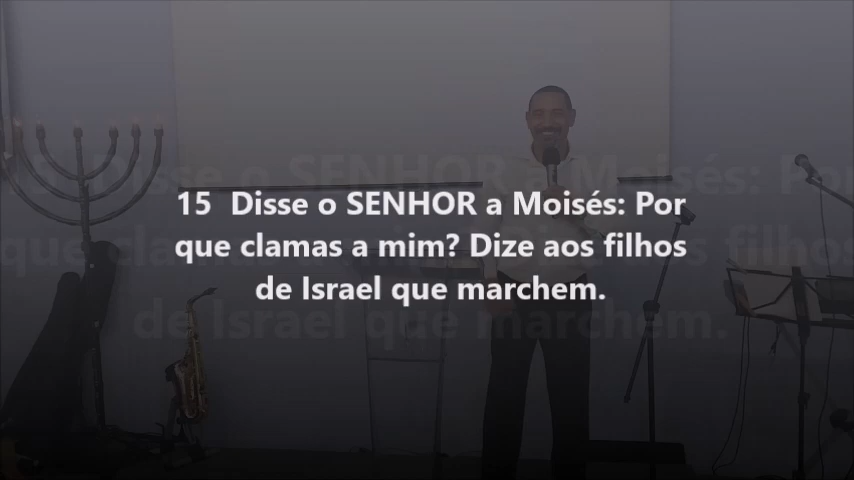 15 Disse o SENHOR a Moisés: Por
que clamas a mim? Dize aos filhos
de Israel que marchem.